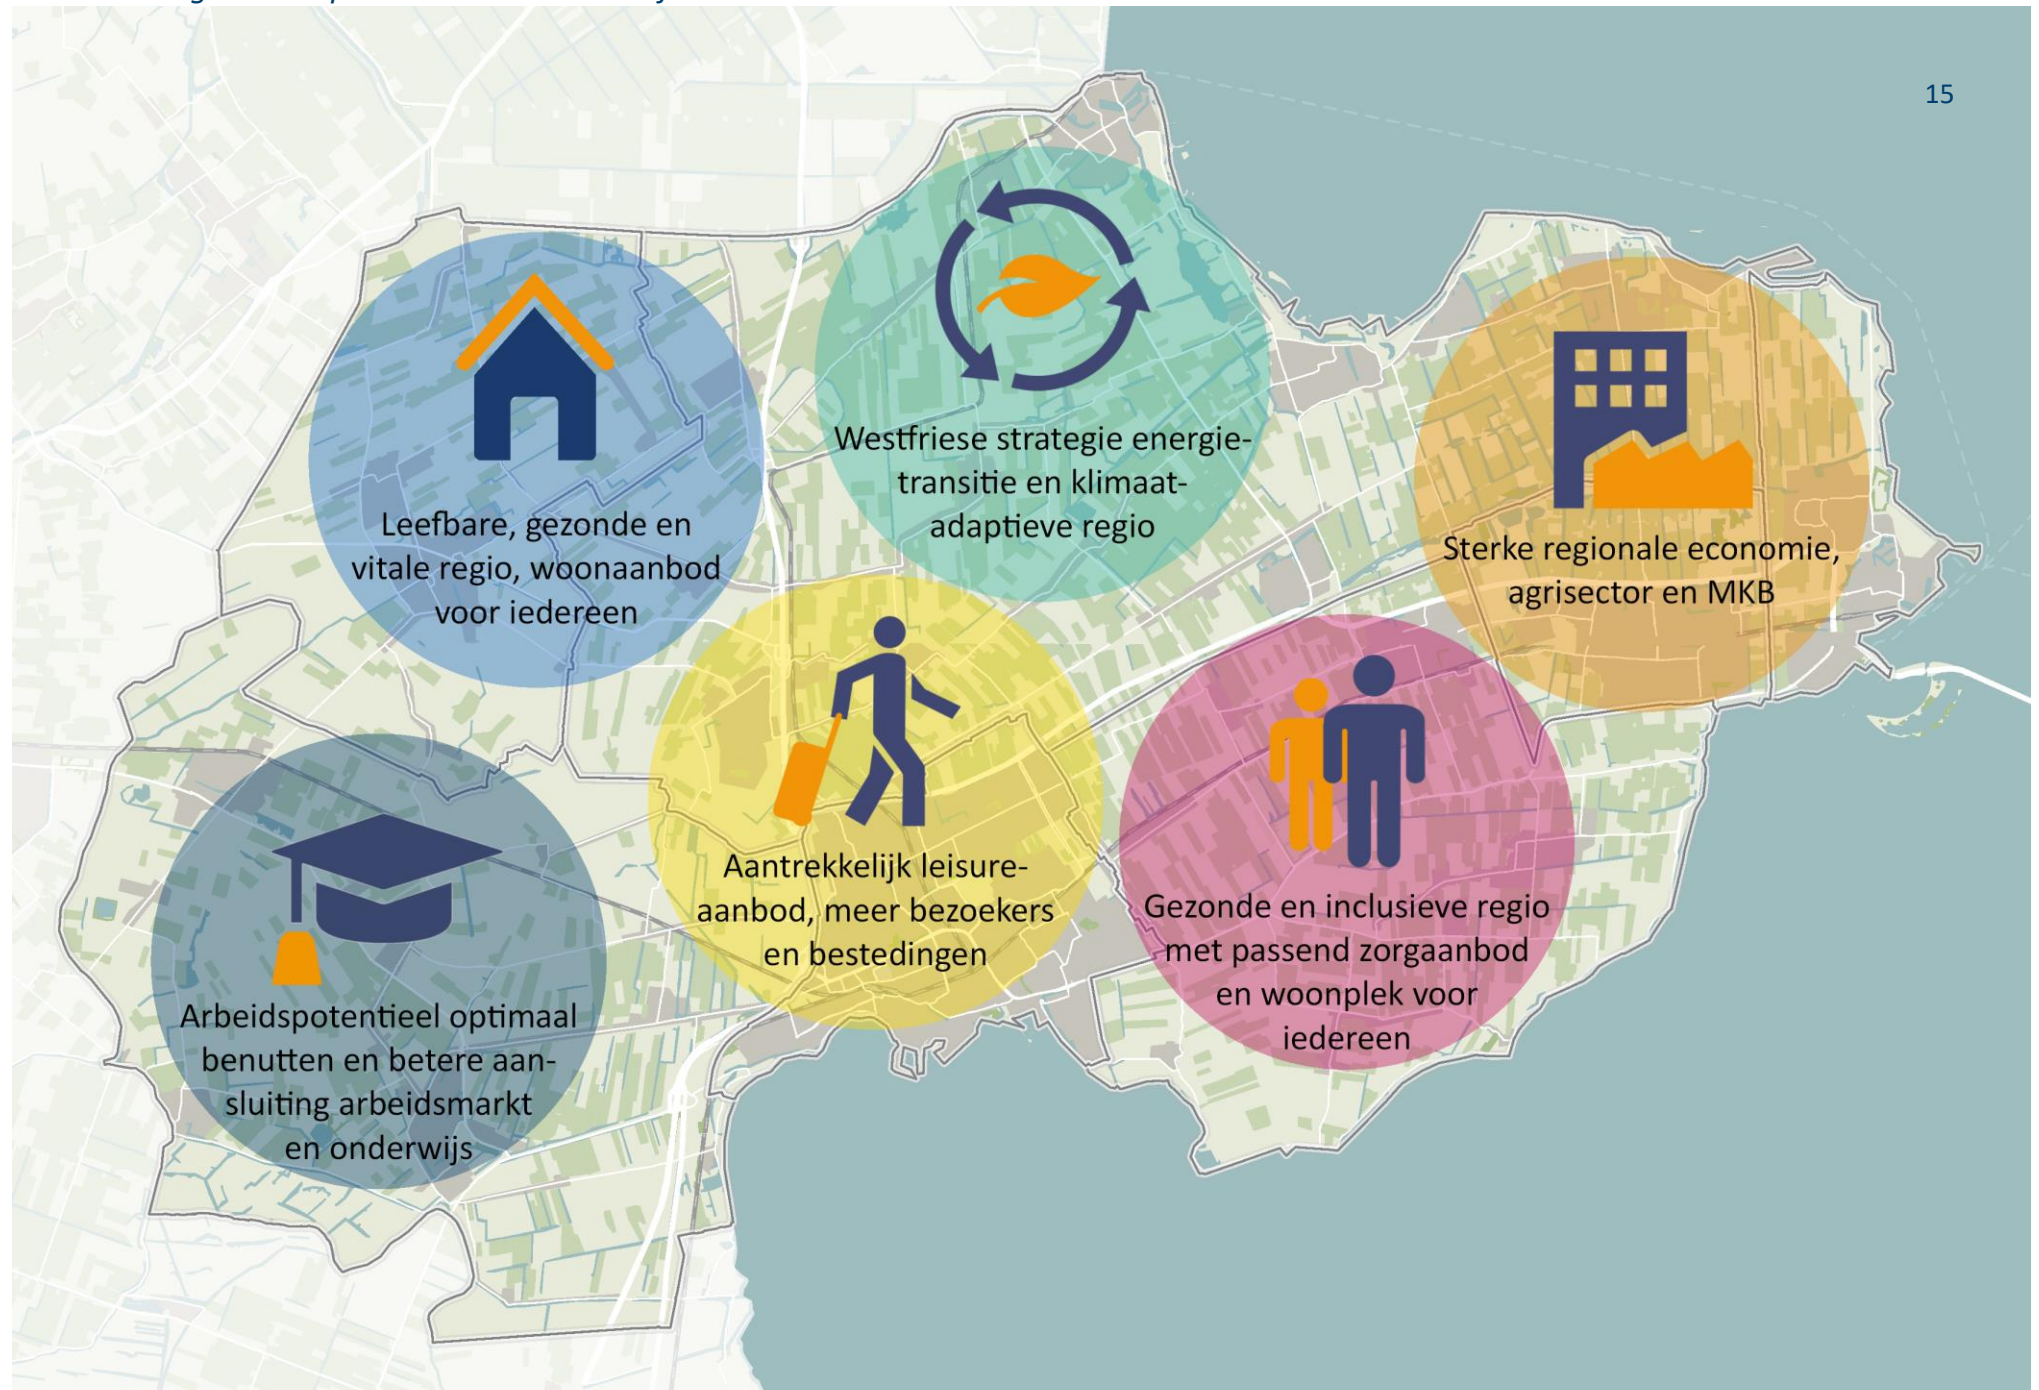 15
Leefbare, gezonde en
vitale regio, woonaanbod
voor iedereen
Westfriese strategie energie-
transitie en klimaat-
adaptieve regio
Sterke regionale economie,
agrisector en MKB
Arbeidspotentieel optimaal
benutten en betere aan-
sluiting arbeidsmarkt
en onderwijs
Aantrekkelijk leisure-
aanbod, meer bezoekers
en bestedingen
Gezonde en inclusieve regio
met passend zorgaanbod
en woonplek voor
iedereen